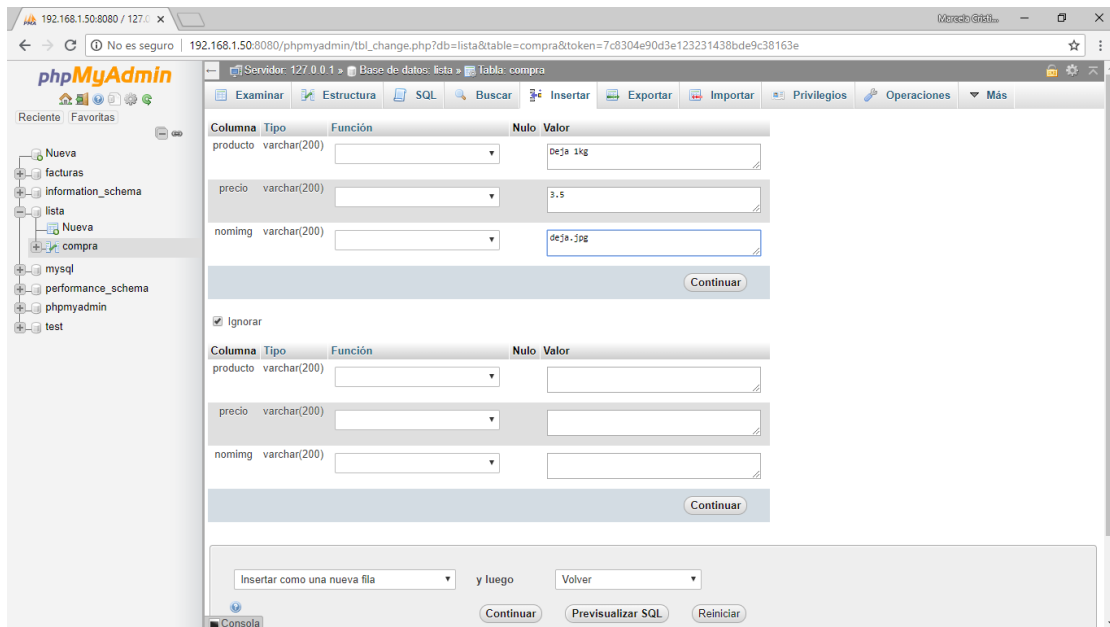 192.168.1.50:8080 / 127.0
No es seguro | 192.168.1.50:8080/phpmyadmin/tbl_change.php?db=lista&table=compra&token=7c8304e90d3e123231438bde9c38163e
phpMyAdmin
Reciente Favoritas
Nueva
facturas
information_schema
lista
Nueva
compra
mysql
performance_schema
phpmyadmin
test
Servidor: 127.0.0.1 » Base de datos: lista » Tabla: compra
Examinar Estructura SQL Buscar Insertar Exportar Importar Privilegios Operaciones Más
Columna Tipo Función Nulo Valor
producto varchar(200) Deja 1kg
precio varchar(200) 3.5
nomimg varchar(200) deja.jpg
Continuar
Ignorar
Columna Tipo Función Nulo Valor
producto varchar(200)
precio varchar(200)
nomimg varchar(200)
Continuar
Insertar como una nueva fila y luego Volver
Continuar Previsualizar SQL Reiniciar
Consola